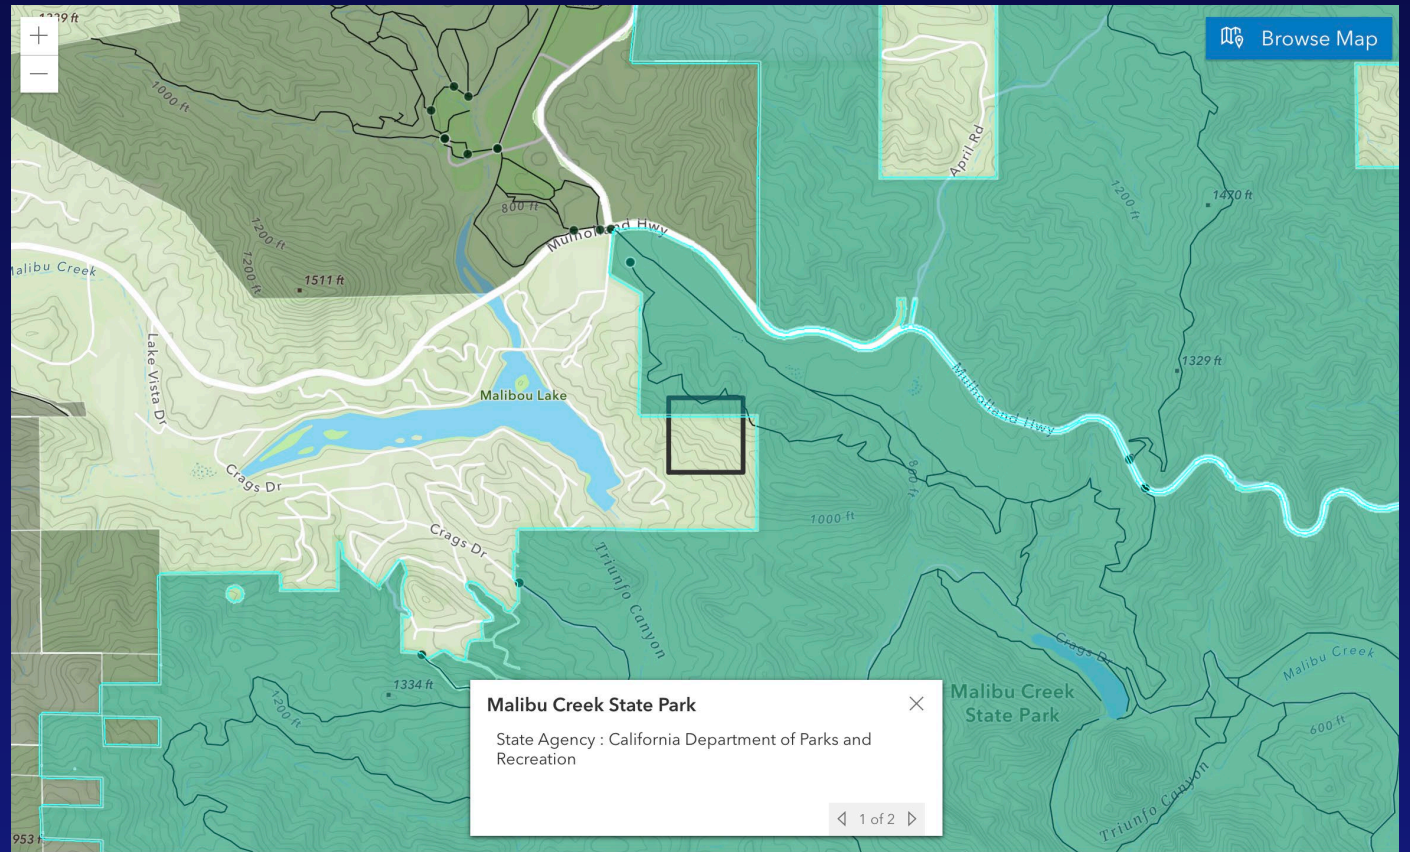 1239 ft
Browse Map
1000 ft
April Rd
1200 ft
1470 ft
800 ft
Mulholland Hwy
1200 ft
1200 ft
Malibu Creek
1511 ft
Lake Vista Dr
1329 ft
Malibou Lake
Mulholland Hwy
Crags Dr
800 ft
1000 ft
Crags Dr
Triunfo Canyon
Crags Dr
Malibu Creek
1334 ft
1200 ft
Malibu Creek
State Park
600 ft
Malibu Creek State Park
State Agency : California Department of Parks and
Recreation
Triunfo Canyon
1 of 2